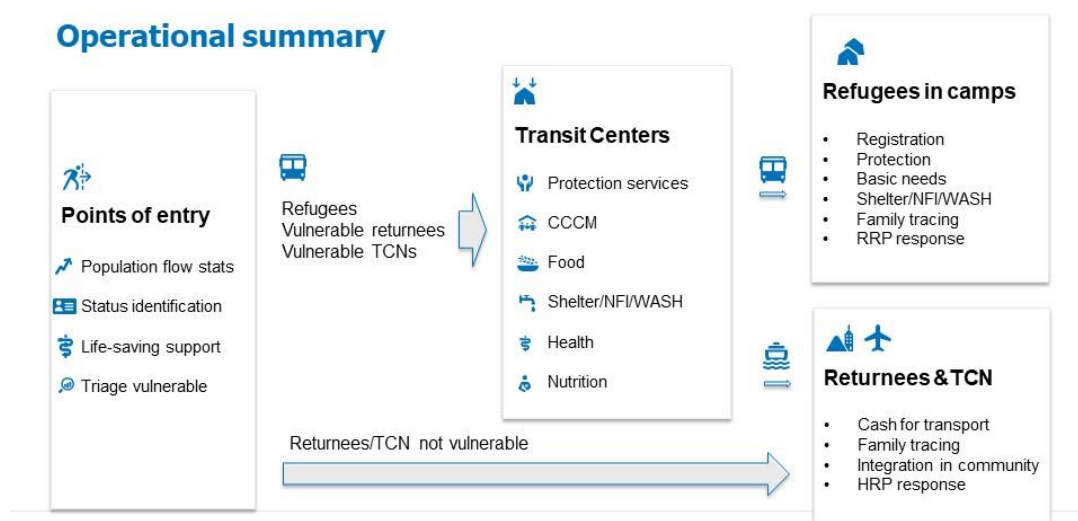 Operational summary
Points of entry
Population flow stats
Status identification
Life-saving support
Triage vulnerable
Refugees
Vulnerable returnees
Vulnerable TCNs
Transit Centers
Protection services
CCCM
Food
Shelter/NFI/WASH
Health
Nutrition
Returnees/TCN not vulnerable
Refugees in camps
• Registration
• Protection
• Basic needs
• Shelter/NFI/WASH
• Family tracing
• RRP response
Returnees & TCN
• Cash for transport
• Family tracing
• Integration in community
• HRP response